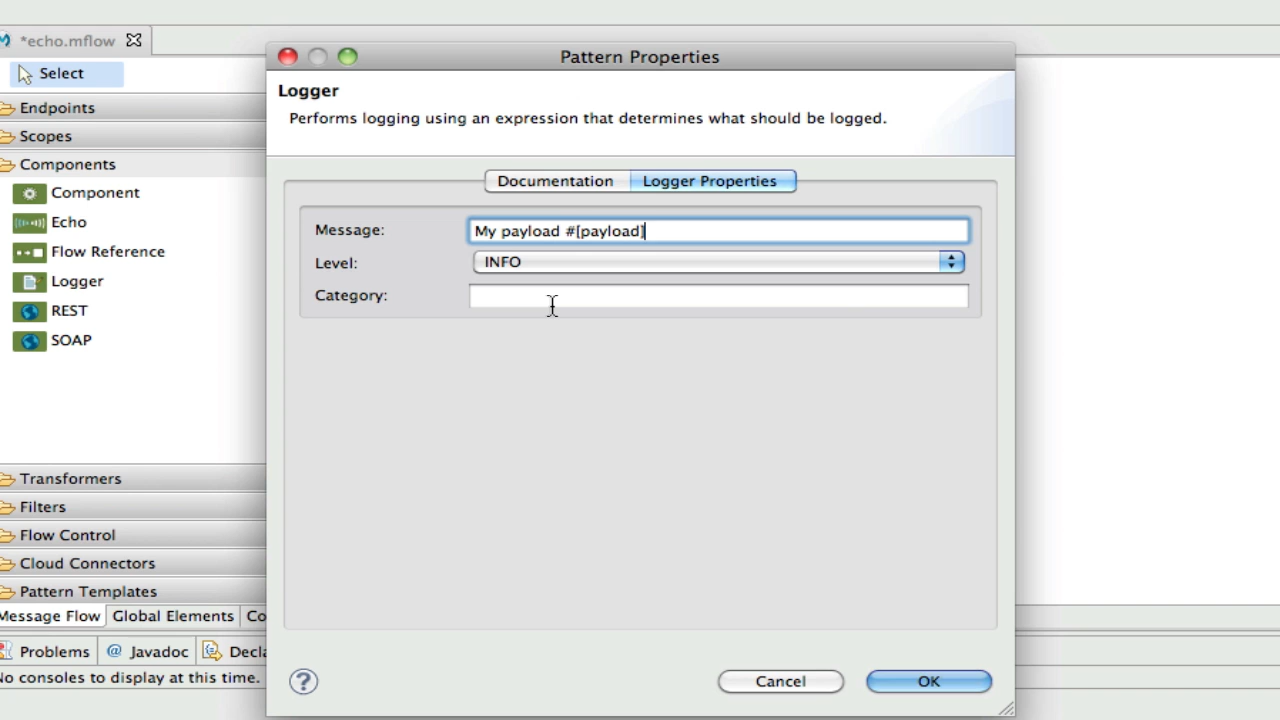 *echo.mflow
Pattern Properties
Select
Logger
Performs logging using an expression that determines what should be logged.
Endpoints
Scopes
Components
Component
Echo
Flow Reference
Logger
REST
SOAP
Documentation
Logger Properties
Message: My payload #[payload]
Level: INFO
Category:
Transformers
Filters
Flow Control
Cloud Connectors
Pattern Templates
Message Flow Global Elements Co
Problems @ Javadoc Decla
No consoles to display at this time.
? Cancel OK